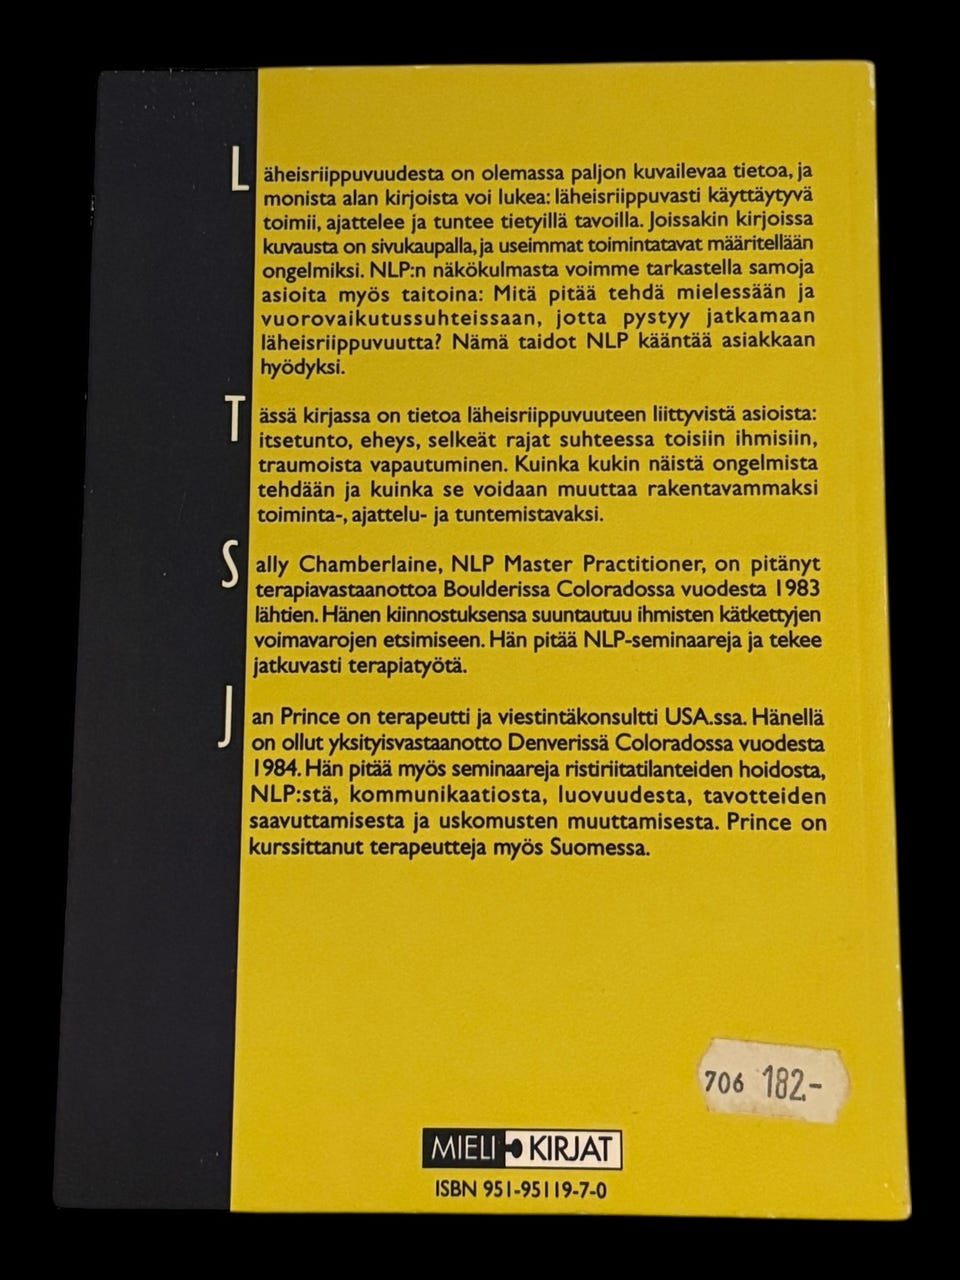 Läheisriippuvuudesta on olemassa paljon kuvailevaa tietoa, ja
monista alan kirjoista voi lukea: läheisriippuvasti käyttäytyvä
toimii, ajattelee ja tuntee tietyillä tavoilla. Joissakin kirjoissa
kuvausta on sivukaupalla, ja useimmat toimintatavat määritellään
ongelmiksi. NLP:n näkökulmasta voimme tarkastella samoja
asioita myös taitoina: Mitä pitää tehdä mielessään ja
vuorovaikutussuhteissaan, jotta pystyy jatkamaan
läheisriippuvuutta? Nämä taidot NLP kääntää asiakkaan
hyödyksi.
Tässä kirjassa on tietoa läheisriippuvuuteen liittyvistä asioista:
itsetunto, eheys, selkeät rajat suhteessa toisiin ihmisiin,
traumoista vapautuminen. Kuinka kukin näistä ongelmista
tehdään ja kuinka se voidaan muuttaa rakentavammaksi
toiminta-, ajattelu- ja tuntemistavaksi.
Sally Chamberlaine, NLP Master Practitioner, on pitänyt
terapiavastaanottoa Boulderissa Coloradossa vuodesta 1983
lähtien. Hänen kiinnostuksensa suuntautuu ihmisten kätkettyjen
voimavarojen etsimiseen. Hän pitää NLP-seminaareja ja tekee
jatkuvasti terapiatyötä.
Jan Prince on terapeutti ja viestintäkonsultti USA.ssa. Hänellä
on ollut yksityisvastaanotto Denverissä Coloradossa vuodesta
1984. Hän pitää myös seminaareja ristiriitatilanteiden hoidosta,
NLP:stä, kommunikaatiosta, luovuudesta, tavotteiden
saavuttamisesta ja uskomusten muuttamisesta. Prince on
kurssittanut terapeutteja myös Suomessa.
706 182.-
MIELI KIRJAT
ISBN 951-95119-7-0